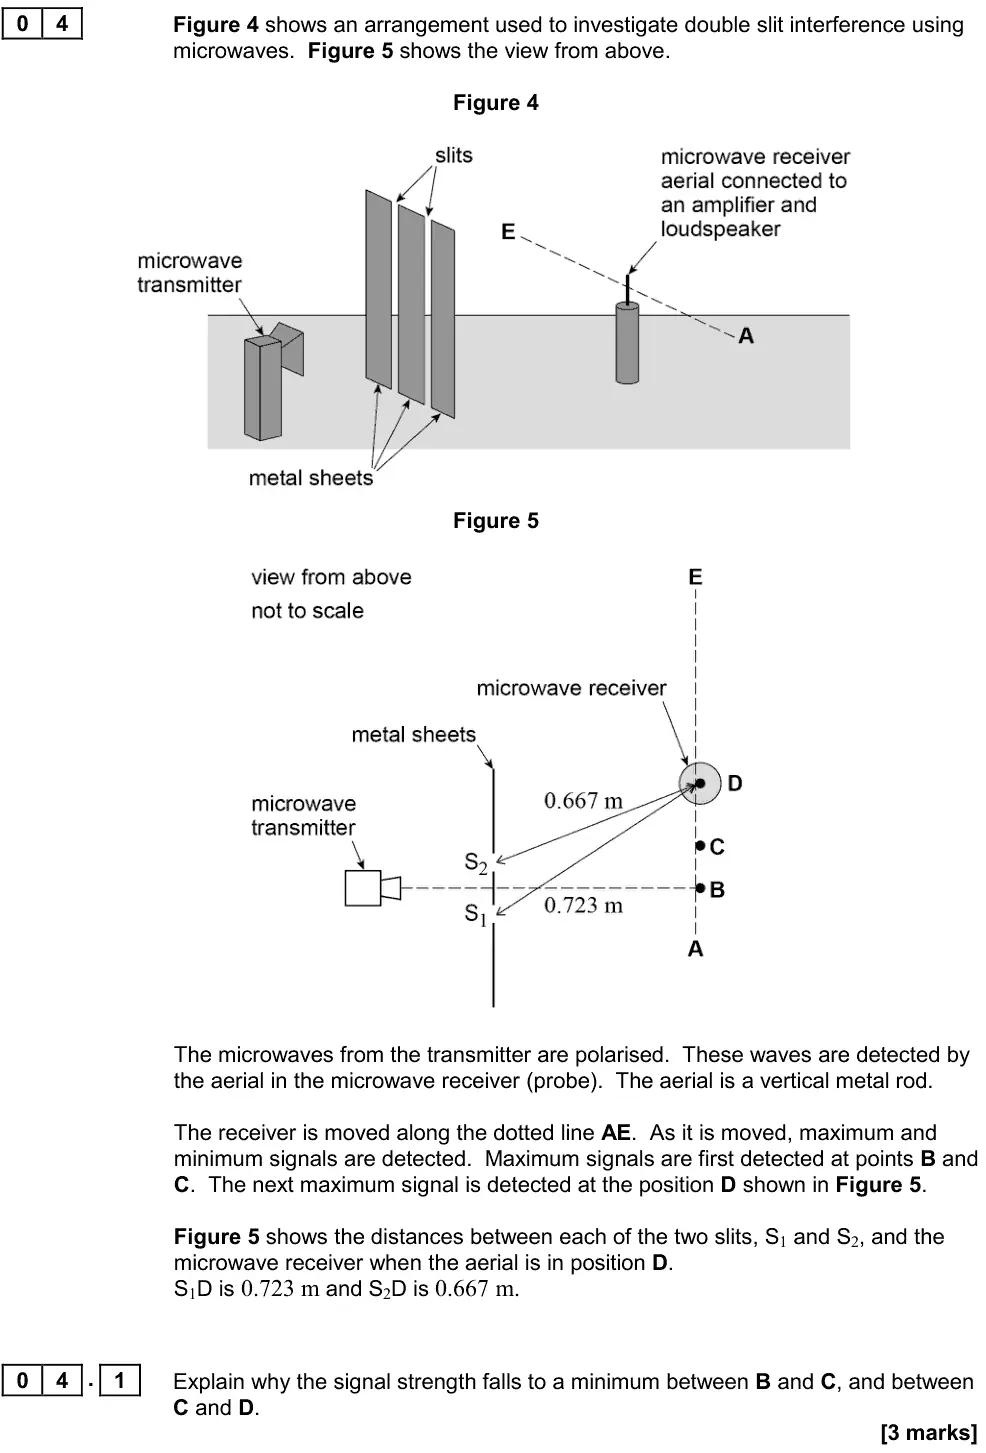 0 4
Figure 4 shows an arrangement used to investigate double slit interference using
microwaves. Figure 5 shows the view from above.
Figure 4
slits
microwave receiver
aerial connected to
an amplifier and
loudspeaker
E
microwave
transmitter
A
metal sheets
Figure 5
view from above
not to scale
E
microwave receiver
metal sheets
D
0.667 m
microwave
transmitter
C
S2
B
0.723 m
S1
A
The microwaves from the transmitter are polarised. These waves are detected by
the aerial in the microwave receiver (probe). The aerial is a vertical metal rod.
The receiver is moved along the dotted line AE. As it is moved, maximum and
minimum signals are detected. Maximum signals are first detected at points B and
C. The next maximum signal is detected at the position D shown in Figure 5.
Figure 5 shows the distances between each of the two slits, S1 and S2, and the
microwave receiver when the aerial is in position D.
S1D is 0.723 m and S2D is 0.667 m.
0 4 . 1 Explain why the signal strength falls to a minimum between B and C, and between
C and D.
[3 marks]